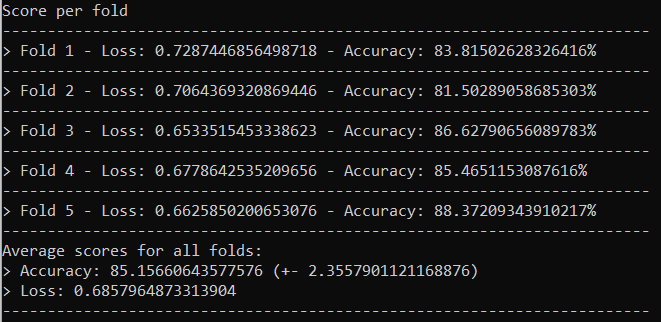 Score per fold
------------------------------------------------------------------------
> Fold 1 - Loss: 0.7287446856498718 - Accuracy: 83.81502628326416%
------------------------------------------------------------------------
> Fold 2 - Loss: 0.7064369320869446 - Accuracy: 81.50289058685303%
------------------------------------------------------------------------
> Fold 3 - Loss: 0.6533515453338623 - Accuracy: 86.62790656089783%
------------------------------------------------------------------------
> Fold 4 - Loss: 0.6778642535209656 - Accuracy: 85.4651153087616%
------------------------------------------------------------------------
> Fold 5 - Loss: 0.6625850200653076 - Accuracy: 88.37209343910217%
------------------------------------------------------------------------
Average scores for all folds:
> Accuracy: 85.15660643577576 (+- 2.3557901121168876)
> Loss: 0.6857964873313904
------------------------------------------------------------------------